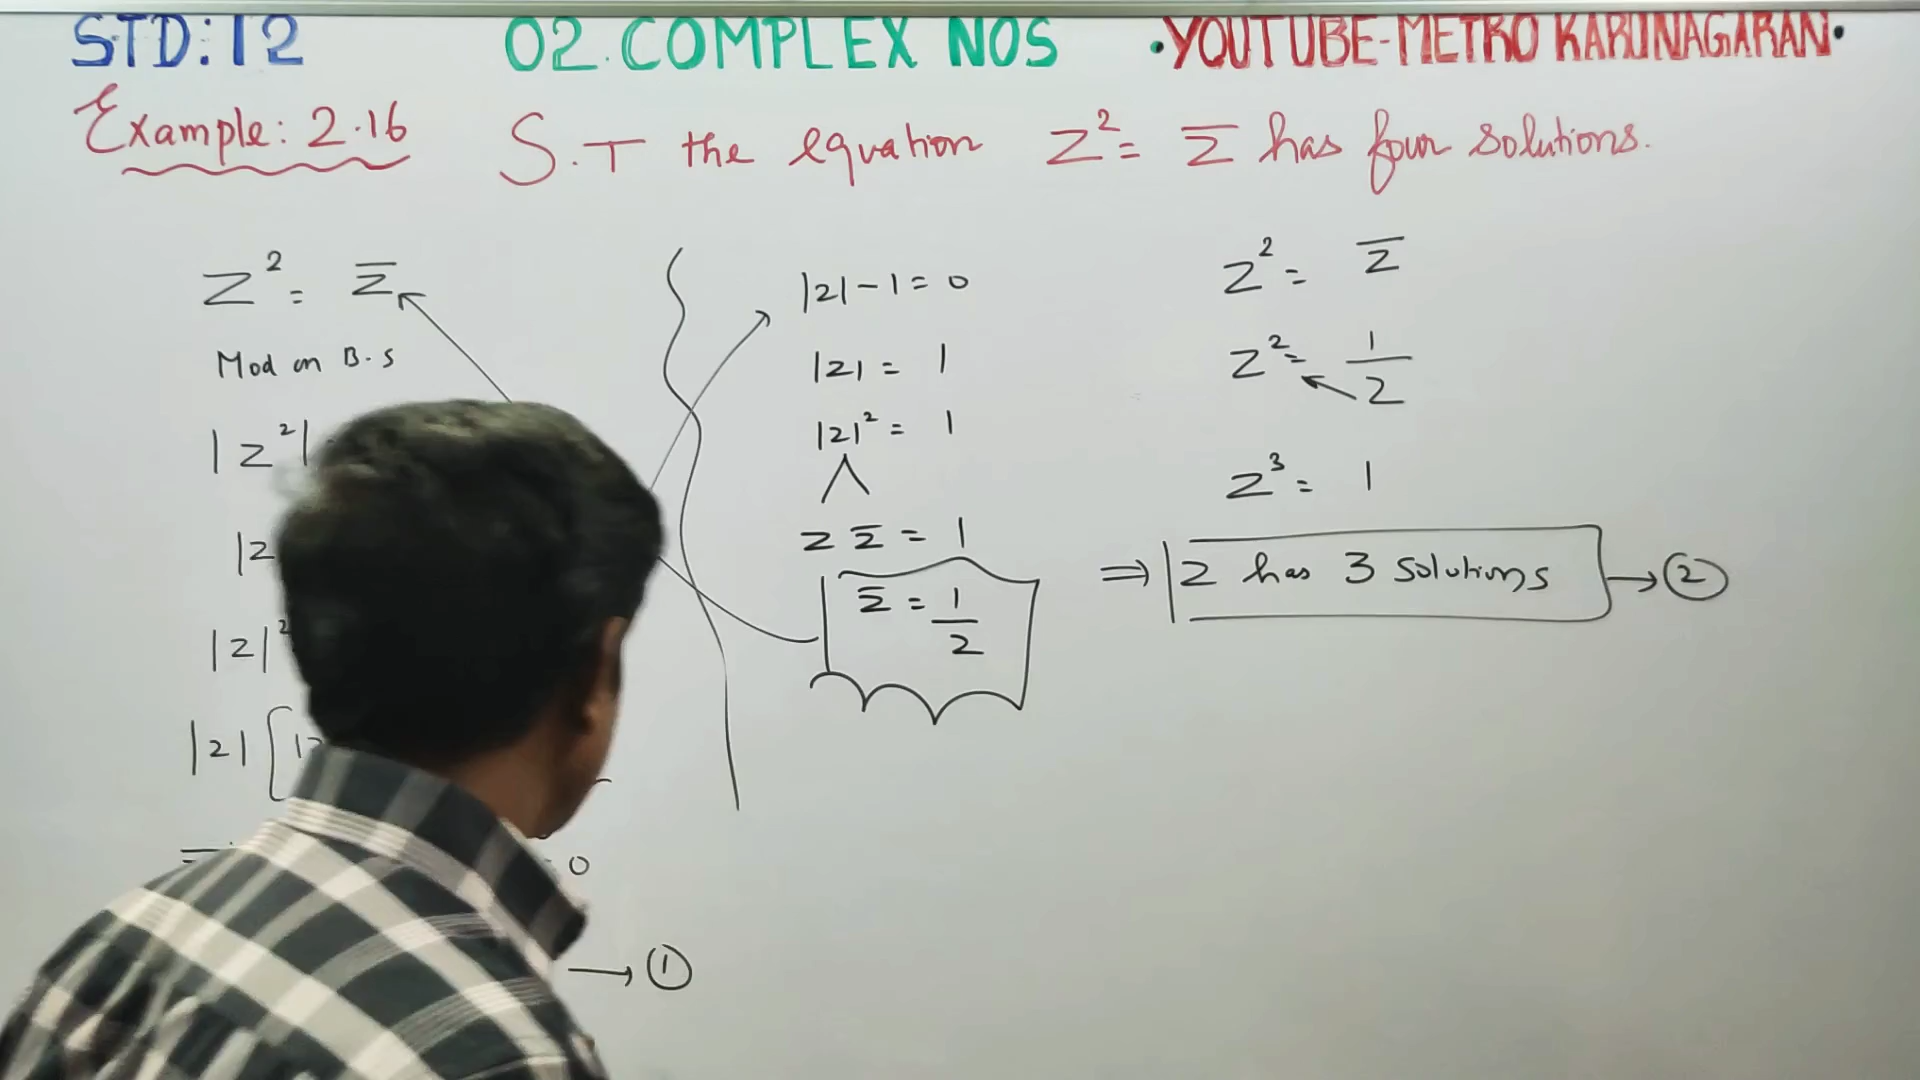 STD: 12 02. COMPLEX NOS • YOUTUBE-METRO KARUNAGARAN •
Example: 2.16 S.T the equation Z² = z̅ has four solutions.
Z² = z̅
Mod on B.S
|z²|
|z
|z|²
|z| [|z
= 0
→ ①
|z| - 1 = 0
|z| = 1
|z|² = 1
z z̅ = 1
z̅ = 1/z
z² = z̅
z² = 1/z
z³ = 1
⇒ z has 3 solutions → ②